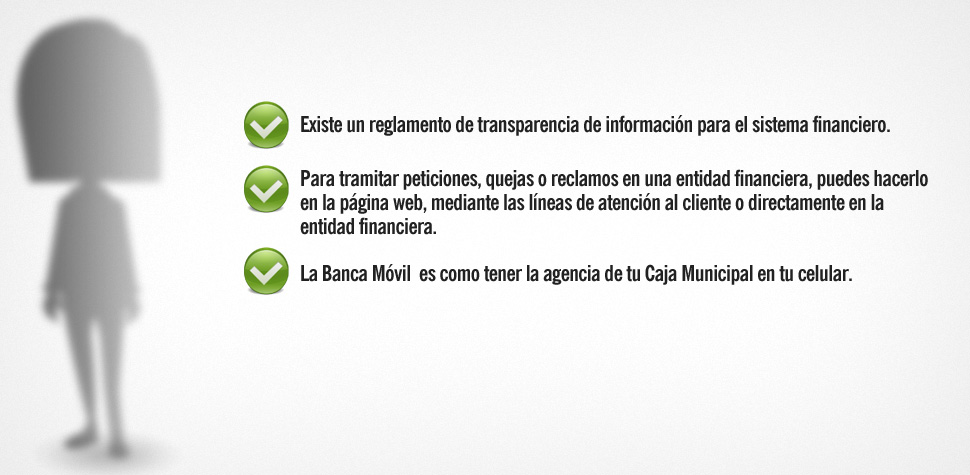 Existe un reglamento de transparencia de información para el sistema financiero.
Para tramitar peticiones, quejas o reclamos en una entidad financiera, puedes hacerlo
en la página web, mediante las líneas de atención al cliente o directamente en la
entidad financiera.
La Banca Móvil  es como tener la agencia de tu Caja Municipal en tu celular.